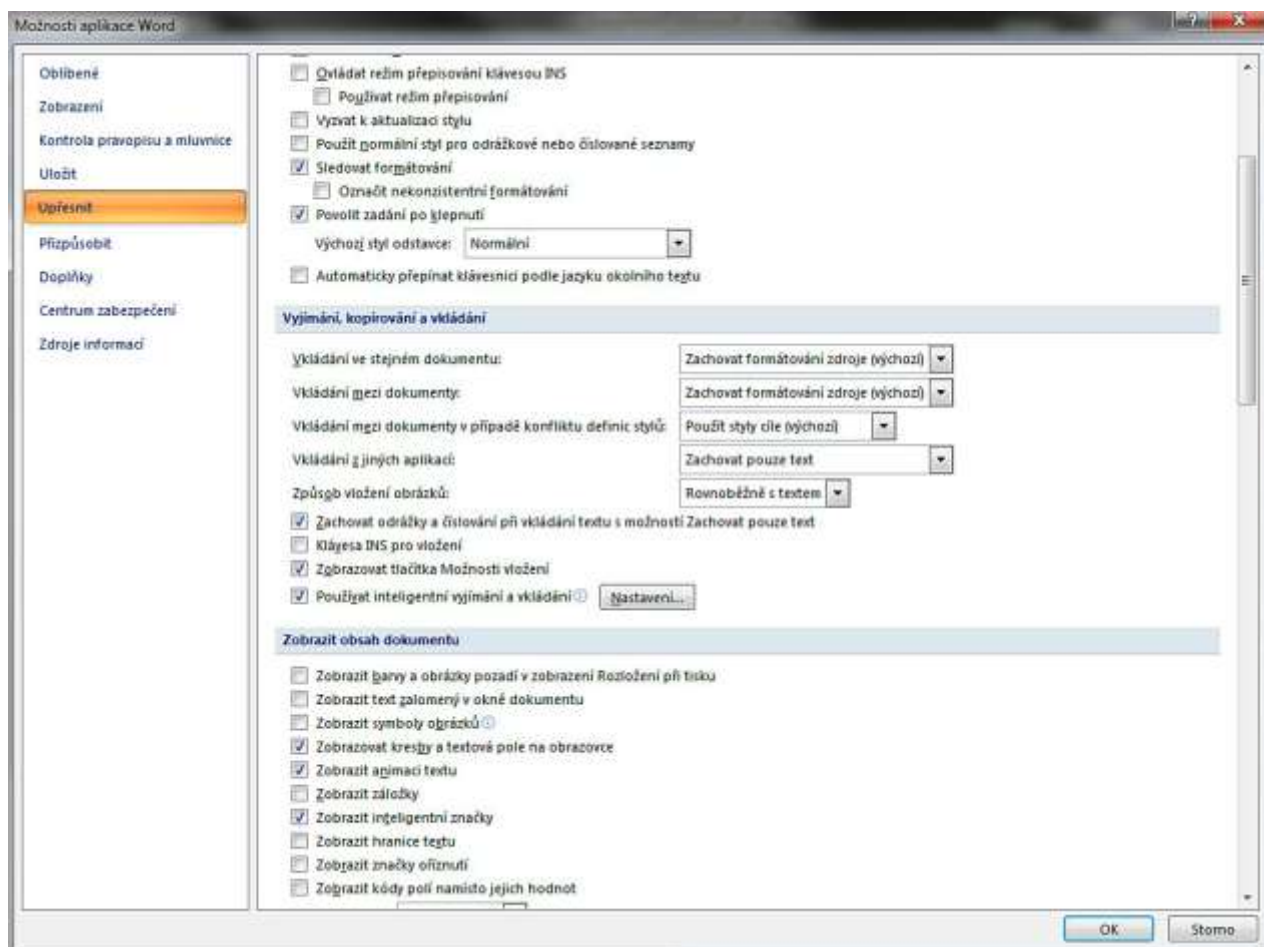 Možnosti aplikace Word
Oblíbené
Zobrazení
Kontrola pravopisu a mluvnice
Uložit
Upřesnit
Přizpůsobit
Doplňky
Centrum zabezpečení
Zdroje informací
Ovládat režim přepisování klávesou INS
Používat režim přepisování
Vyzvat k aktualizaci stylu
Použít normální styl pro odrážkové nebo číslované seznamy
Sledovat formátování
Označit nekonzistentní formátování
Povolit zadání po klepnutí
Výchozí styl odstavce: Normální
Automaticky přepínat klávesnici podle jazyku okolního textu
Vyjímání, kopírování a vkládání
Vkládání ve stejném dokumentu: Zachovat formátování zdroje (výchozí)
Vkládání mezi dokumenty: Zachovat formátování zdroje (výchozí)
Vkládání mezi dokumenty v případě konfliktu definic stylů: Použít styly cíle (výchozí)
Vkládání z jiných aplikací: Zachovat pouze text
Způsob vložení obrázků: Rovnoběžně s textem
Zachovat odrážky a číslování při vkládání textu s možností Zachovat pouze text
Klávesa INS pro vložení
Zobrazovat tlačítka Možnosti vložení
Používat inteligentní vyjímání a vkládání Nastavení...
Zobrazit obsah dokumentu
Zobrazit barvy a obrázky pozadí v zobrazení Rozložení při tisku
Zobrazit text zalomený v okně dokumentu
Zobrazit symboly obrázků
Zobrazovat kresby a textová pole na obrazovce
Zobrazit animaci textu
Zobrazit záložky
Zobrazit inteligentní značky
Zobrazit hranice textu
Zobrazit značky oříznutí
Zobrazit kódy polí namísto jejich hodnot
OK Storno